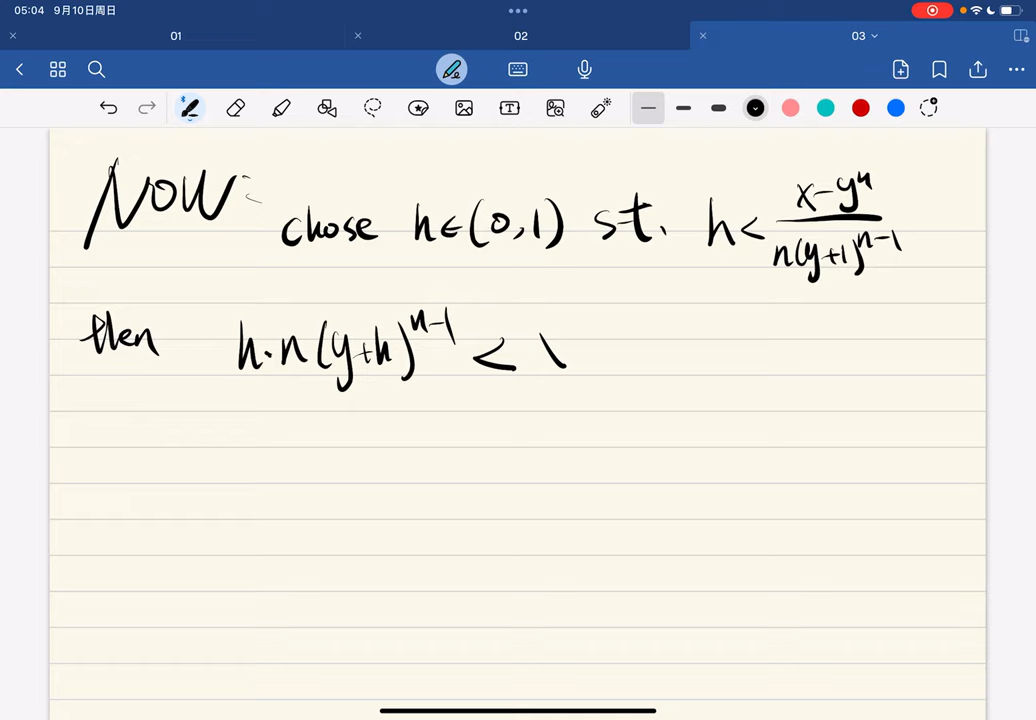 05:04 9月10日周日
01 02 03
NOW:
chose h∈(0,1) s.t. h< \frac{x-y^n}{n(y+1)^{n-1}}
then h·n(y+h)^{n-1} < \